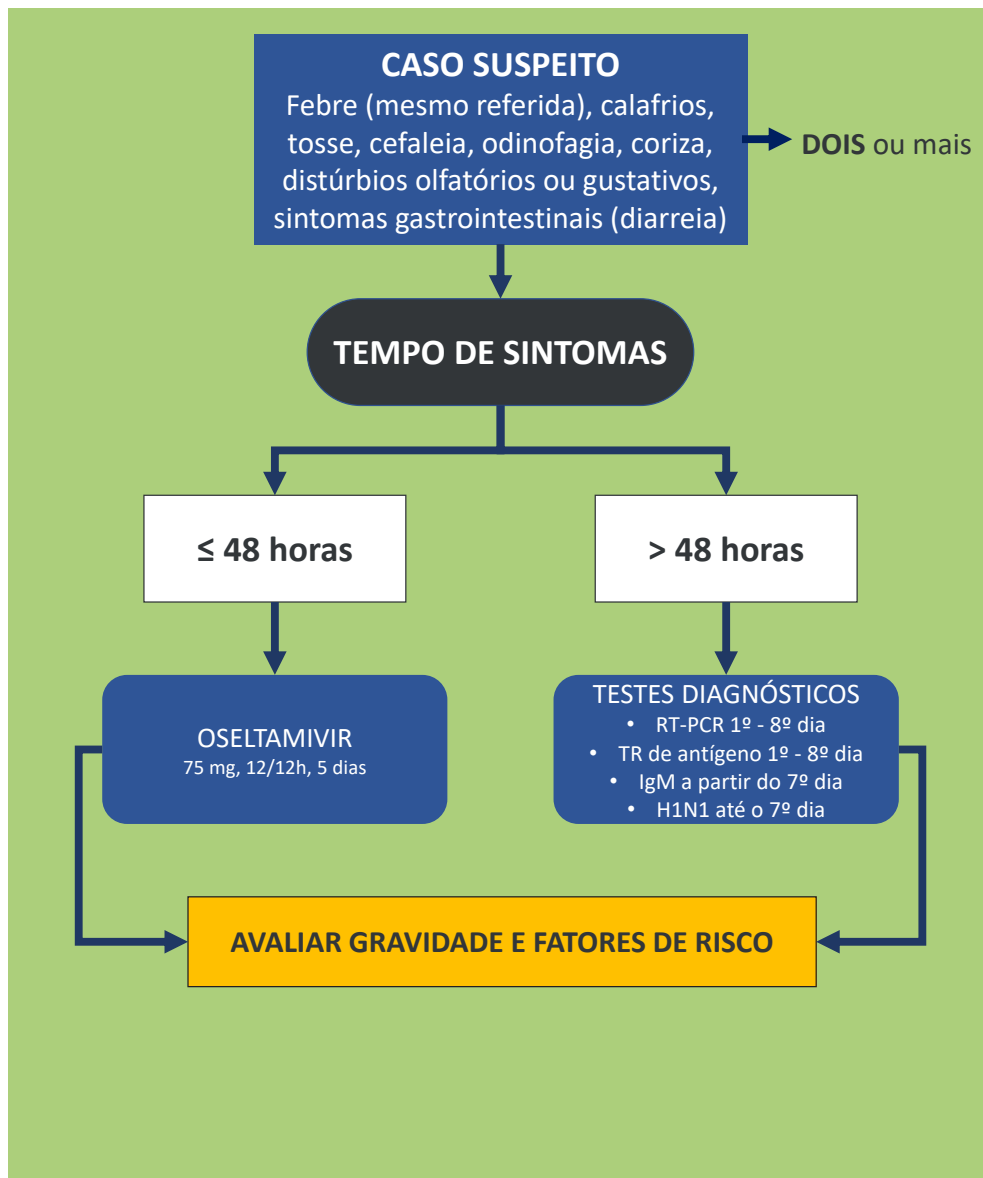 CASO SUSPEITO
Febre (mesmo referida), calafrios,
tosse, cefaleia, odinofagia, coriza,
distúrbios olfatórios ou gustativos,
sintomas gastrointestinais (diarreia)
DOIS ou mais
TEMPO DE SINTOMAS
≤ 48 horas
> 48 horas
OSELTAMIVIR
75 mg, 12/12h, 5 dias
TESTES DIAGNÓSTICOS
• RT-PCR 1º - 8º dia
• TR de antígeno 1º - 8º dia
• IgM a partir do 7º dia
• H1N1 até o 7º dia
AVALIAR GRAVIDADE E FATORES DE RISCO